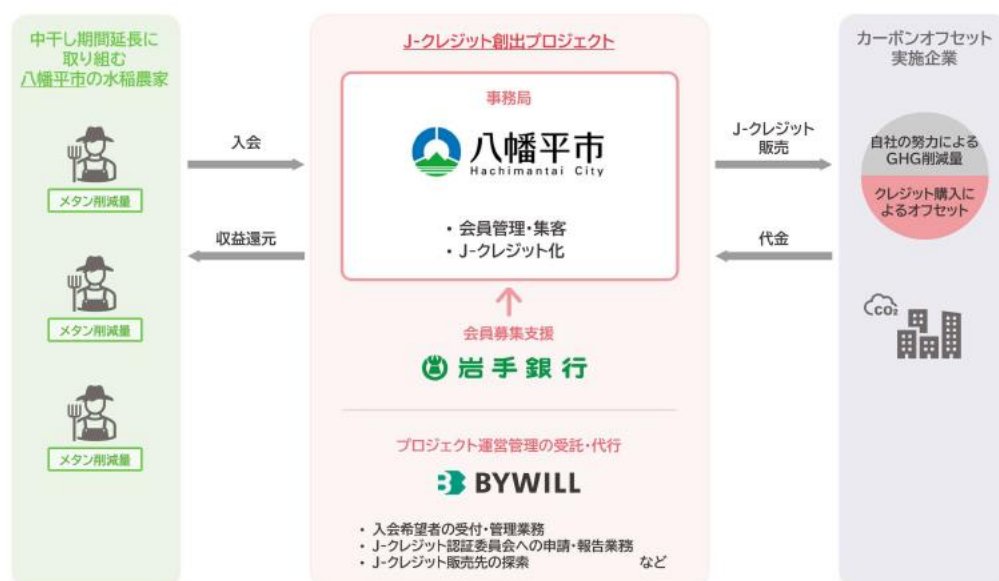 中干し期間延長に
取り組む
八幡平市の水稲農家
メタン削減量
メタン削減量
メタン削減量
入会
収益還元
J-クレジット創出プロジェクト
事務局
八幡平市
Hachimantai City
・会員管理・集客
・J-クレジット化
会員募集支援
岩手銀行
プロジェクト運営管理の受託・代行
BYWILL
・入会希望者の受付・管理業務
・J-クレジット認証委員会への申請・報告業務
・J-クレジット販売先の探索 など
J-クレジット
販売
代金
カーボンオフセット
実施企業
自社の努力による
GHG削減量
クレジット購入に
よるオフセット
CO₂